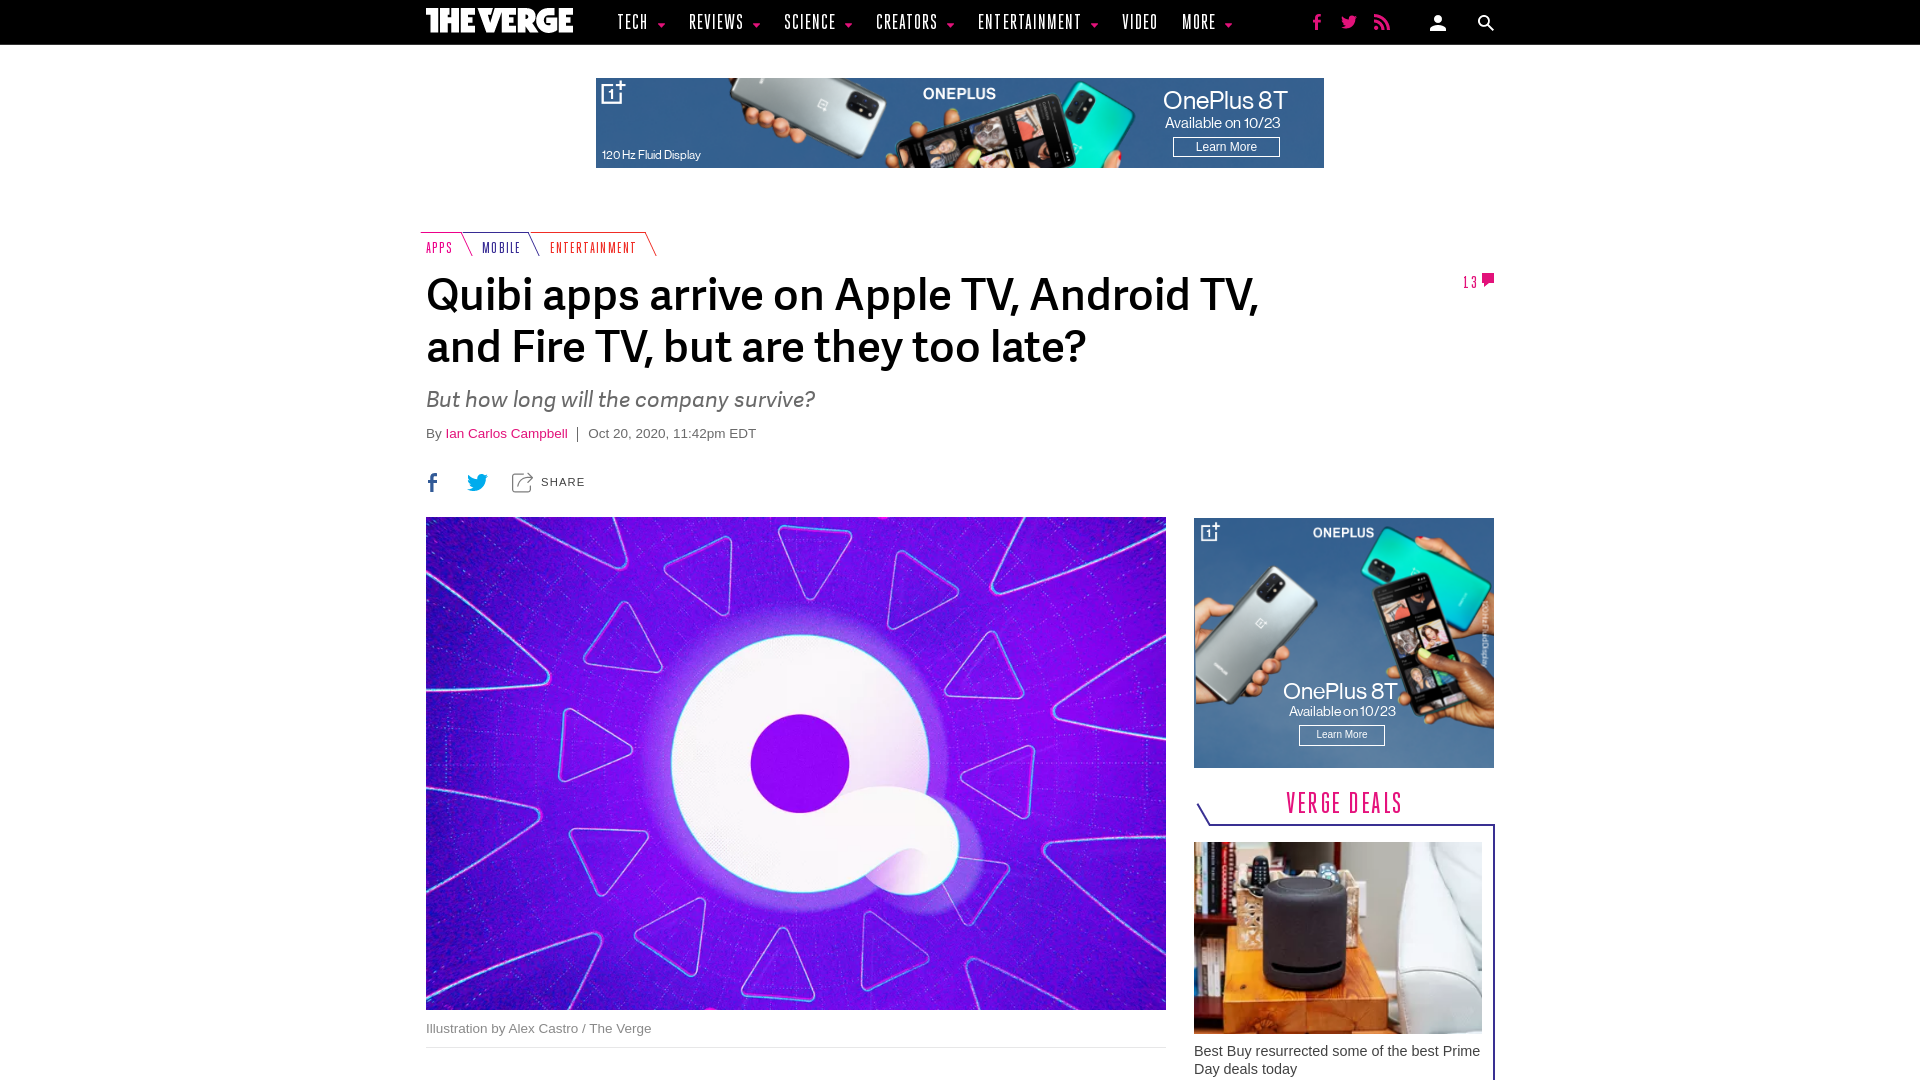 THE VERGE
TECH
REVIEWS
SCIENCE
CREATORS
ENTERTAINMENT
VIDEO
MORE
ONEPLUS
OnePlus 8T
Available on 10/23
Learn More
120 Hz Fluid Display
APPS
MOBILE
ENTERTAINMENT
Quibi apps arrive on Apple TV, Android TV,
and Fire TV, but are they too late?
13
But how long will the company survive?
By Ian Carlos Campbell | Oct 20, 2020, 11:42pm EDT
SHARE
ONEPLUS
120 Hz Fluid Display
OnePlus 8T
Available on 10/23
Learn More
VERGE DEALS
Illustration by Alex Castro / The Verge
Best Buy resurrected some of the best Prime
Day deals today